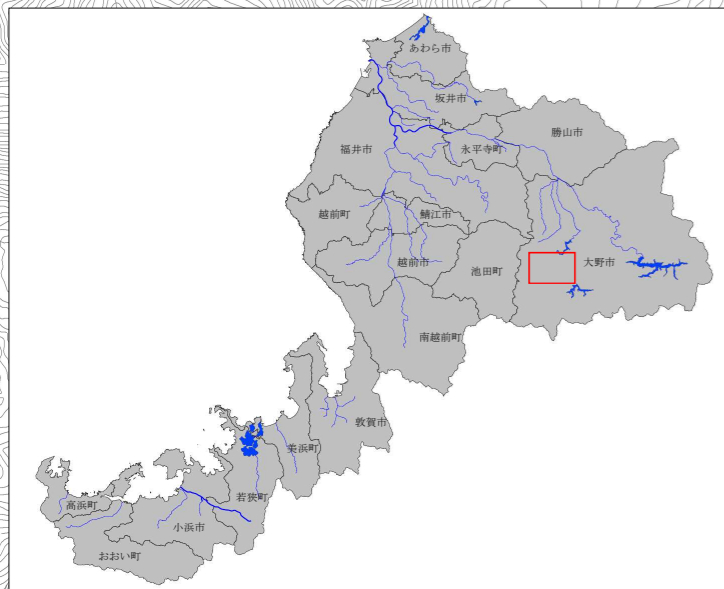 あわら市
坂井市
勝山市
永平寺町
福井市
越前町
鯖江市
越前市
池田町
大野市
南越前町
敦賀市
美浜町
若狭町
高浜町
小浜市
おおい町